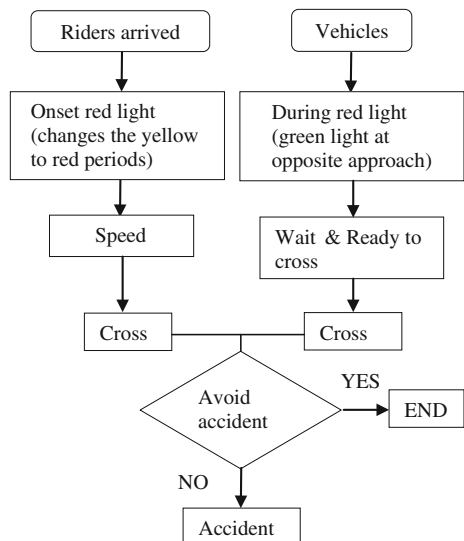 Riders arrived
Vehicles
Onset red light
(changes the yellow
to red periods)
During red light
(green light at
opposite approach)
Speed
Wait & Ready to
cross
Cross
Cross
Avoid
accident
YES
END
NO
Accident